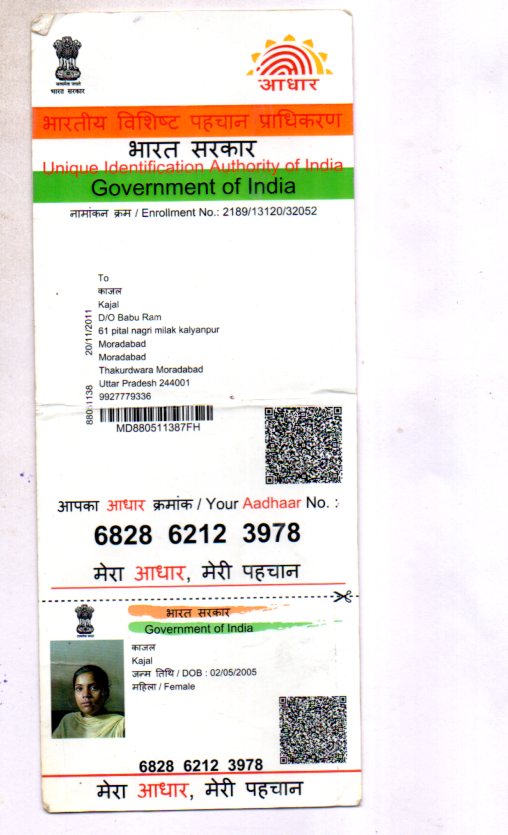 भारत सरकार
आधार
भारतीय विशिष्ट पहचान प्राधिकरण
भारत सरकार
Unique Identification Authority of India
Government of India
नामांकन क्रम / Enrollment No.: 2189/13120/32052
To
काजल
Kajal
D/O Babu Ram
61 pital nagri milak kalyanpur
Moradabad
Moradabad
Thakurdwara Moradabad
Uttar Pradesh 244001
9927779336
20/11/2011
MD880511387FH
आपका आधार क्रमांक / Your Aadhaar No. :
6828 6212 3978
मेरा आधार, मेरी पहचान
भारत सरकार
Government of India
काजल
Kajal
जन्म तिथि / DOB : 02/05/2005
महिला / Female
6828 6212 3978
मेरा आधार, मेरी पहचान